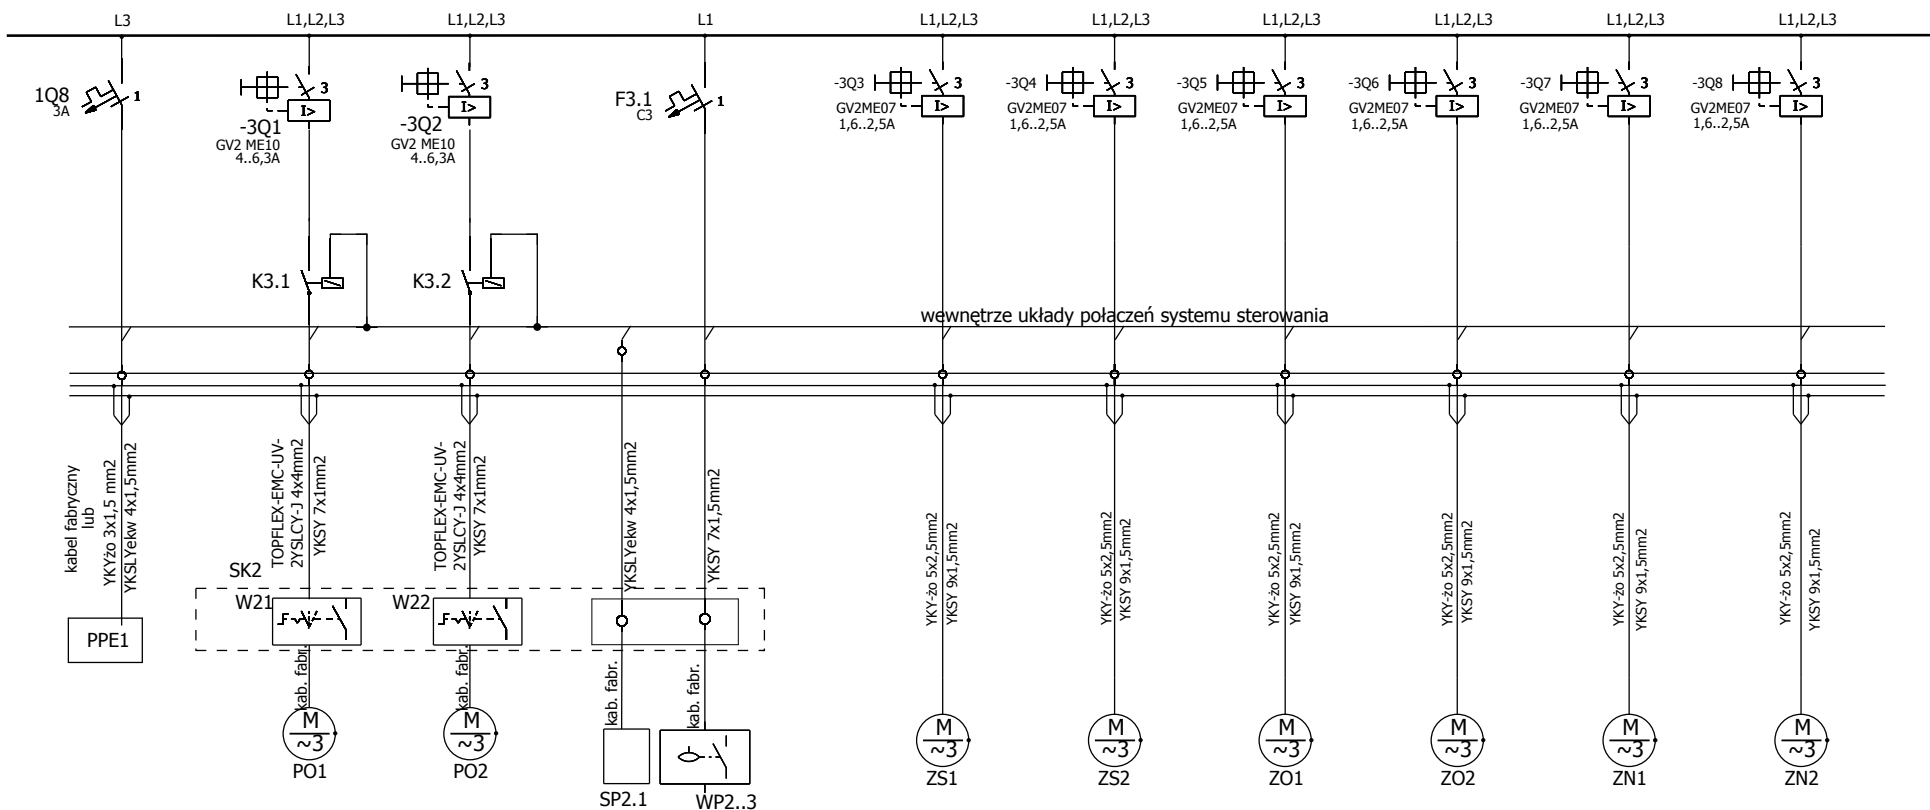 L3
L1,L2,L3
L1,L2,L3
L1
L1,L2,L3
L1,L2,L3
L1,L2,L3
L1,L2,L3
L1,L2,L3
L1,L2,L3
1Q8
3A
1
3
I>
-3Q1
GV2 ME10
4..6,3A
3
I>
-3Q2
GV2 ME10
4..6,3A
F3.1
C3
1
-3Q3
3
I>
GV2ME07
1,6..2,5A
-3Q4
3
I>
GV2ME07
1,6..2,5A
-3Q5
3
I>
GV2ME07
1,6..2,5A
-3Q6
3
I>
GV2ME07
1,6..2,5A
-3Q7
3
I>
GV2ME07
1,6..2,5A
-3Q8
3
I>
GV2ME07
1,6..2,5A
K3.1
K3.2
wewnętrze układy połaczeń systemu sterowania
kabel fabryczny
lub
YKYżo 3x1,5 mm2
YKSLYekw 4x1,5mm2
TOPFLEX-EMC-UV-
2YSLCY-J 4x4mm2
YKSY 7x1mm2
TOPFLEX-EMC-UV-
2YSLCY-J 4x4mm2
YKSY 7x1mm2
YKSLYekw 4x1,5mm2
YKSY 7x1,5mm2
YKY-żo 5x2,5mm2
YKSY 9x1,5mm2
YKY-żo 5x2,5mm2
YKSY 9x1,5mm2
YKY-żo 5x2,5mm2
YKSY 9x1,5mm2
YKY-żo 5x2,5mm2
YKSY 9x1,5mm2
YKY-żo 5x2,5mm2
YKSY 9x1,5mm2
YKY-żo 5x2,5mm2
YKSY 9x1,5mm2
SK2
W21
W22
PPE1
kab. fabr.
kab. fabr.
kab. fabr.
kab. fabr.
M
~3
PO1
M
~3
PO2
SP2.1
WP2..3
M
~3
ZS1
M
~3
ZS2
M
~3
ZO1
M
~3
ZO2
M
~3
ZN1
M
~3
ZN2